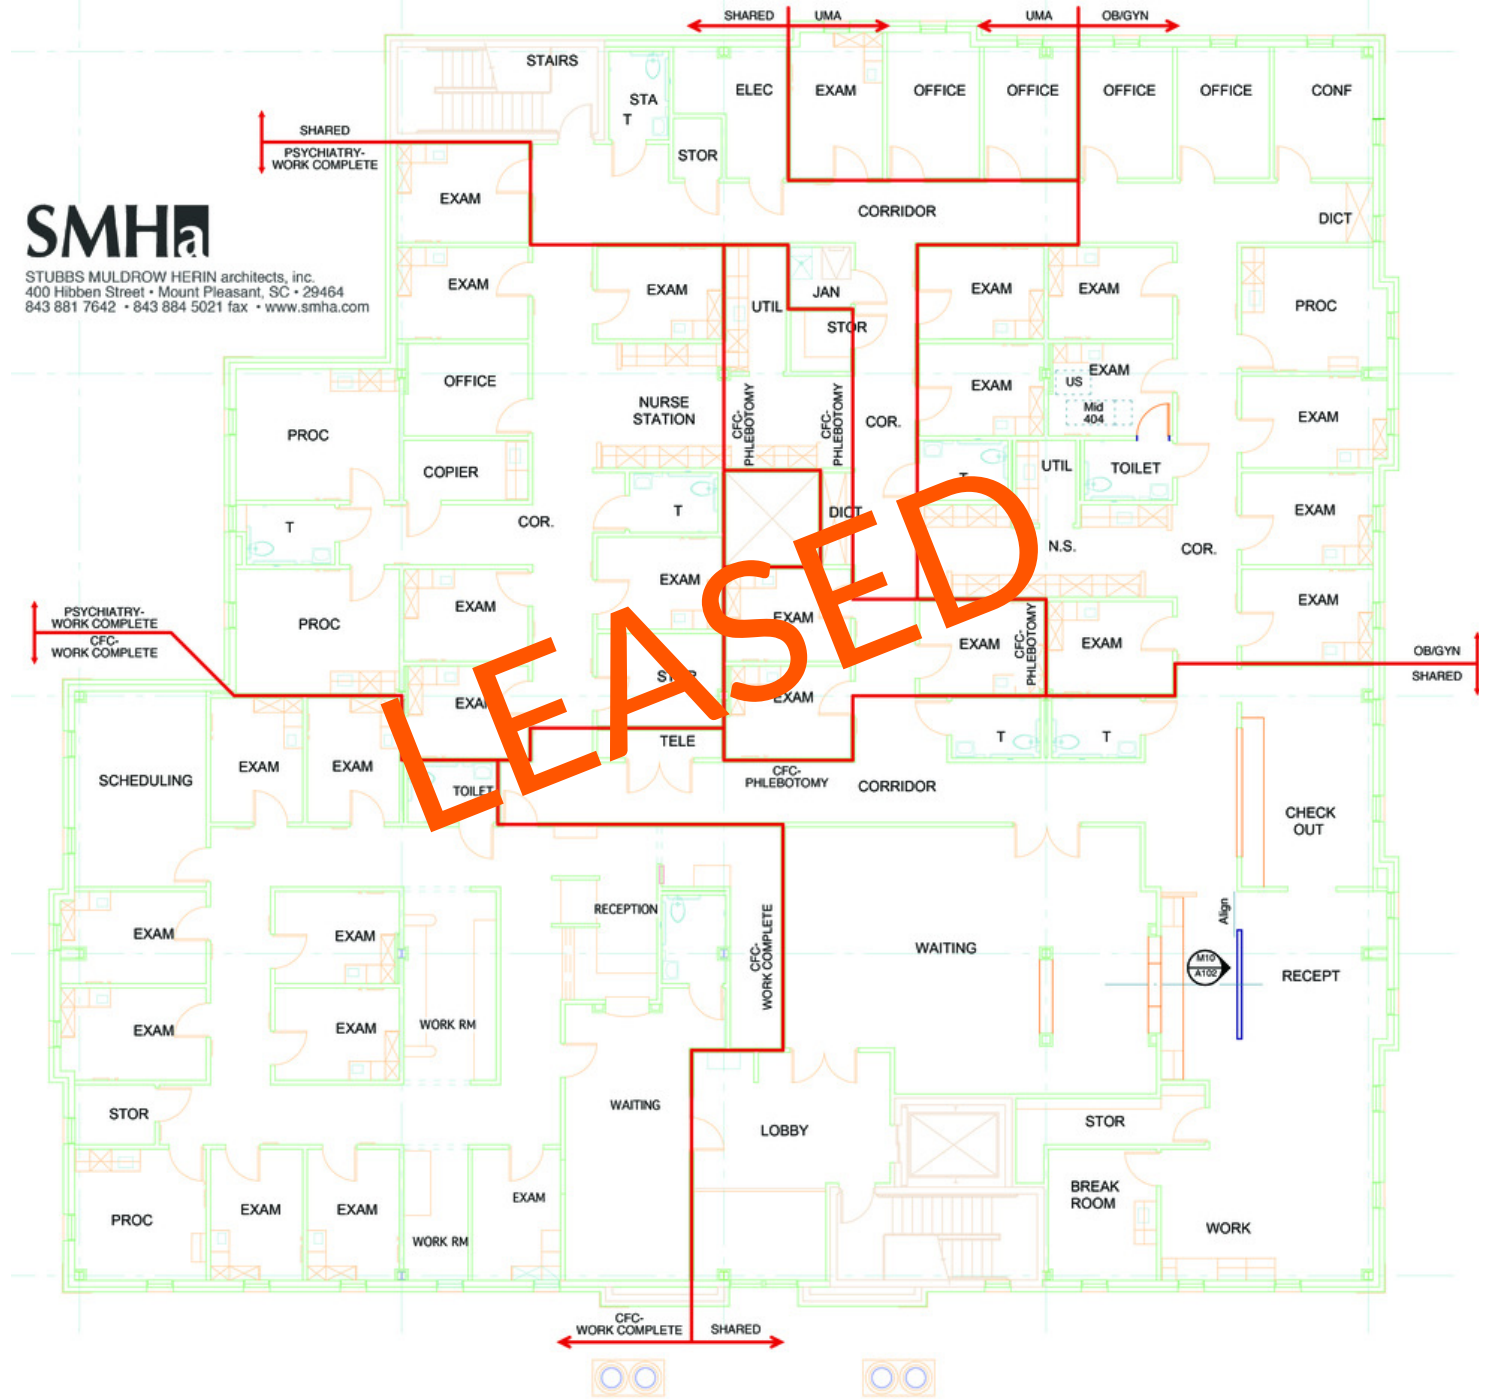 SHARED
UMA
UMA
OB/GYN
STAIRS
STA
T
ELEC
EXAM
OFFICE
OFFICE
OFFICE
OFFICE
CONF
SHARED
PSYCHIATRY-
WORK COMPLETE
STOR
EXAM
CORRIDOR
DICT
SMHa
STUBBS MULDROW HERIN architects, inc.
400 Hibben Street • Mount Pleasant, SC • 29464
843 881 7642 • 843 884 5021 fax • www.smha.com
EXAM
EXAM
UTIL
JAN
STOR
EXAM
EXAM
PROC
OFFICE
NURSE
STATION
CFC-
PHLEBOTOMY
CFC-
PHLEBOTOMY
COR.
EXAM
EXAM
US
Mid
404
EXAM
PROC
COPIER
T
UTIL
TOILET
T
COR.
T
DICT
N.S.
COR.
EXAM
LEASED
PROC
EXAM
EXAM
EXAM
EXAM
CFC-
PHLEBOTOMY
EXAM
EXAM
PSYCHIATRY-
WORK COMPLETE
CFC-
WORK COMPLETE
OB/GYN
SHARED
EXAM
STOR
EXAM
TELE
T
T
SCHEDULING
EXAM
EXAM
TOILET
CFC-
PHLEBOTOMY
CORRIDOR
CHECK
OUT
EXAM
EXAM
RECEPTION
CFC-
WORK COMPLETE
WAITING
Align
M10
A102
RECEPT
EXAM
EXAM
WORK RM
STOR
WAITING
LOBBY
STOR
PROC
EXAM
EXAM
WORK RM
EXAM
BREAK
ROOM
WORK
CFC-
WORK COMPLETE
SHARED